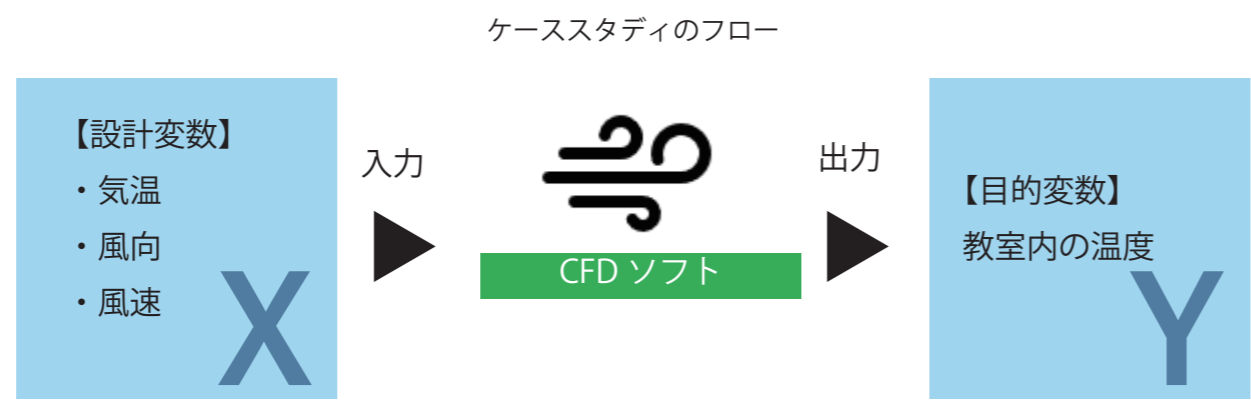 ケーススタディのフロー
【設計変数】
・気温
・風向
・風速
X
入力
CFD ソフト
出力
【目的変数】
教室内の温度
Y